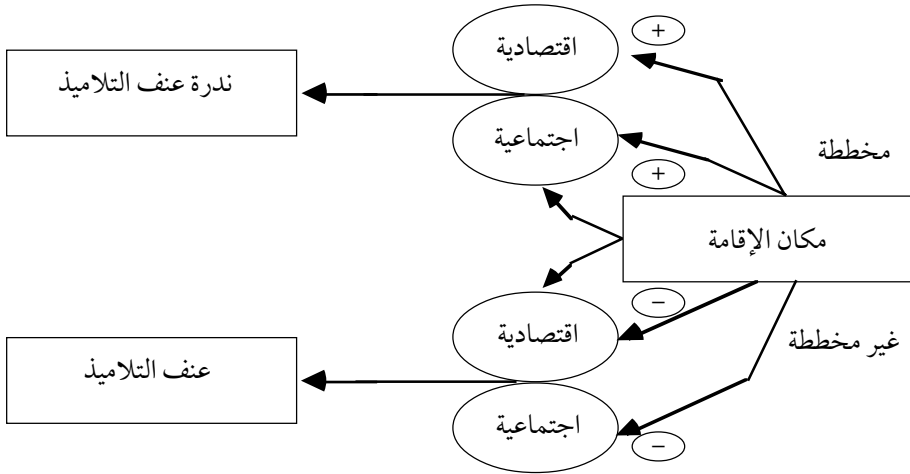 اقتصادية
+
ندرة عنف التلاميذ
اجتماعية
مخططة
+
مكان الإقامة
−
اقتصادية
غير مخططة
عنف التلاميذ
اجتماعية
−